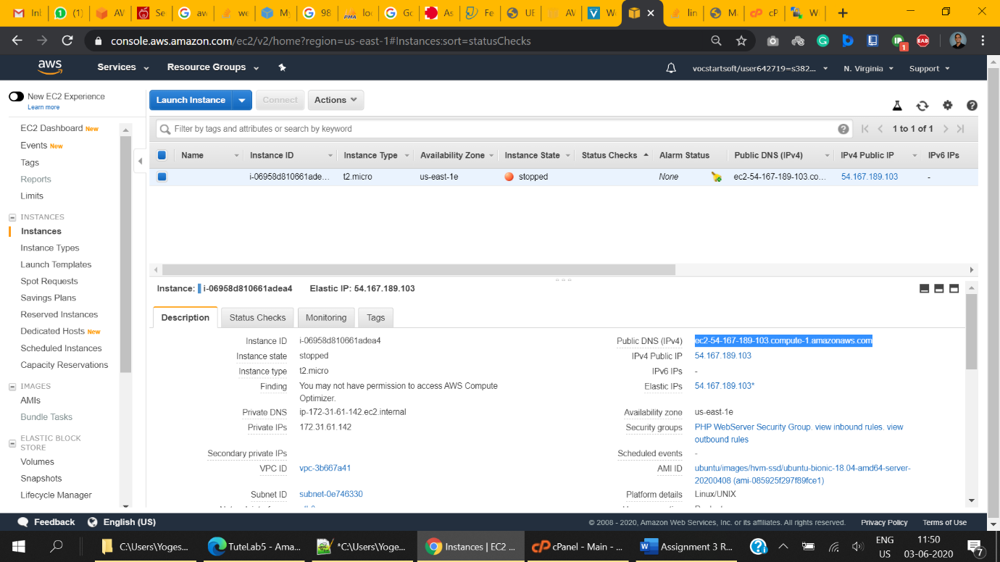 Inl
(1)
AV
Se
aw
we
My
98
PMA
loc
Go
As
Fe
UE
AV
W
lin
M
cP
W
console.aws.amazon.com/ec2/v2/home?region=us-east-1#Instances:sort=statusChecks
1
EAB
aws
Services
Resource Groups
vocstartsoft/user642719=s382...
N. Virginia
Support
New EC2 Experience
Learn more
Launch Instance
Connect
Actions
EC2 Dashboard New
Events New
Tags
Reports
Limits
INSTANCES
Instances
Instance Types
Launch Templates
Spot Requests
Savings Plans
Reserved Instances
Dedicated Hosts New
Scheduled Instances
Capacity Reservations
IMAGES
AMIs
Bundle Tasks
ELASTIC BLOCK
STORE
Volumes
Snapshots
Lifecycle Manager
Filter by tags and attributes or search by keyword
1 to 1 of 1
Name Instance ID Instance Type Availability Zone Instance State Status Checks Alarm Status Public DNS (IPv4) IPv4 Public IP IPv6 IPs
i-06958d810661ade... t2.micro us-east-1e stopped None ec2-54-167-189-103.co... 54.167.189.103 -
Instance: i-06958d810661adea4 Elastic IP: 54.167.189.103
Description Status Checks Monitoring Tags
Instance ID i-06958d810661adea4
Instance state stopped
Instance type t2.micro
Finding You may not have permission to access AWS Compute
Optimizer.
Private DNS ip-172-31-61-142.ec2.internal
Private IPs 172.31.61.142
Secondary private IPs
VPC ID vpc-3b667a41
Subnet ID subnet-0e746330
Public DNS (IPv4) ec2-54-167-189-103.compute-1.amazonaws.com
IPv4 Public IP 54.167.189.103
IPv6 IPs -
Elastic IPs 54.167.189.103*
Availability zone us-east-1e
Security groups PHP WebServer Security Group. view inbound rules. view
outbound rules
Scheduled events -
AMI ID ubuntu/images/hvm-ssd/ubuntu-bionic-18.04-amd64-server-
20200408 (ami-085925f297f89fce1)
Platform details Linux/UNIX
Feedback
English (US)
© 2008 - 2020, Amazon Web Services, Inc. or its affiliates. All rights reserved.
Privacy Policy
Terms of Use
C:\Users\Yoges...
TuteLab5 - Ama...
*C:\Users\Yoge...
Instances | EC2 ...
cPanel - Main - ...
Assignment 3 R...
ENG
US
11:50
03-06-2020
7